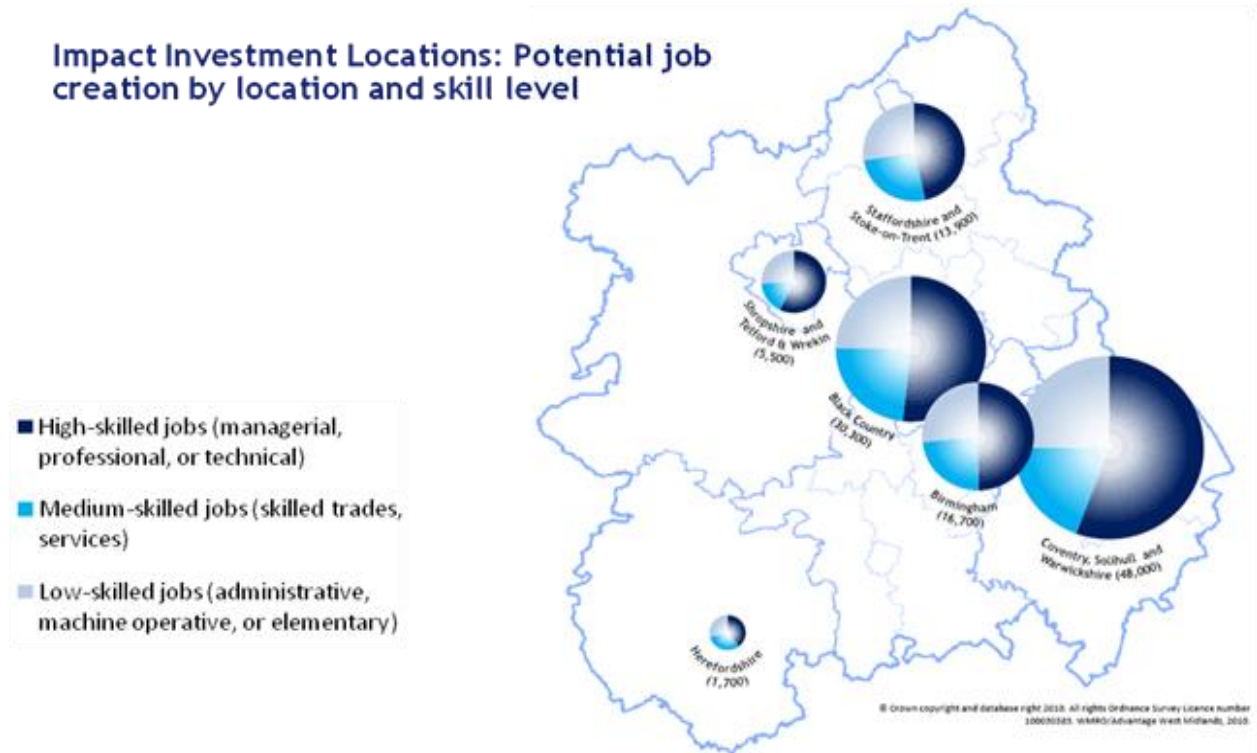 Impact Investment Locations: Potential job
creation by location and skill level
Staffordshire and
Stoke-on-Trent (13,900)
Shropshire and
Telford & Wrekin
(5,500)
Black Country
(30,300)
Birmingham
(16,700)
Coventry, Solihull and
Warwickshire (48,000)
Herefordshire
(1,700)
High-skilled jobs (managerial,
professional, or technical)
Medium-skilled jobs (skilled trades,
services)
Low-skilled jobs (administrative,
machine operative, or elementary)
© Crown copyright and database right 2010. All rights Ordnance Survey Licence number
WMRO/Advantage West Midlands, 2010.